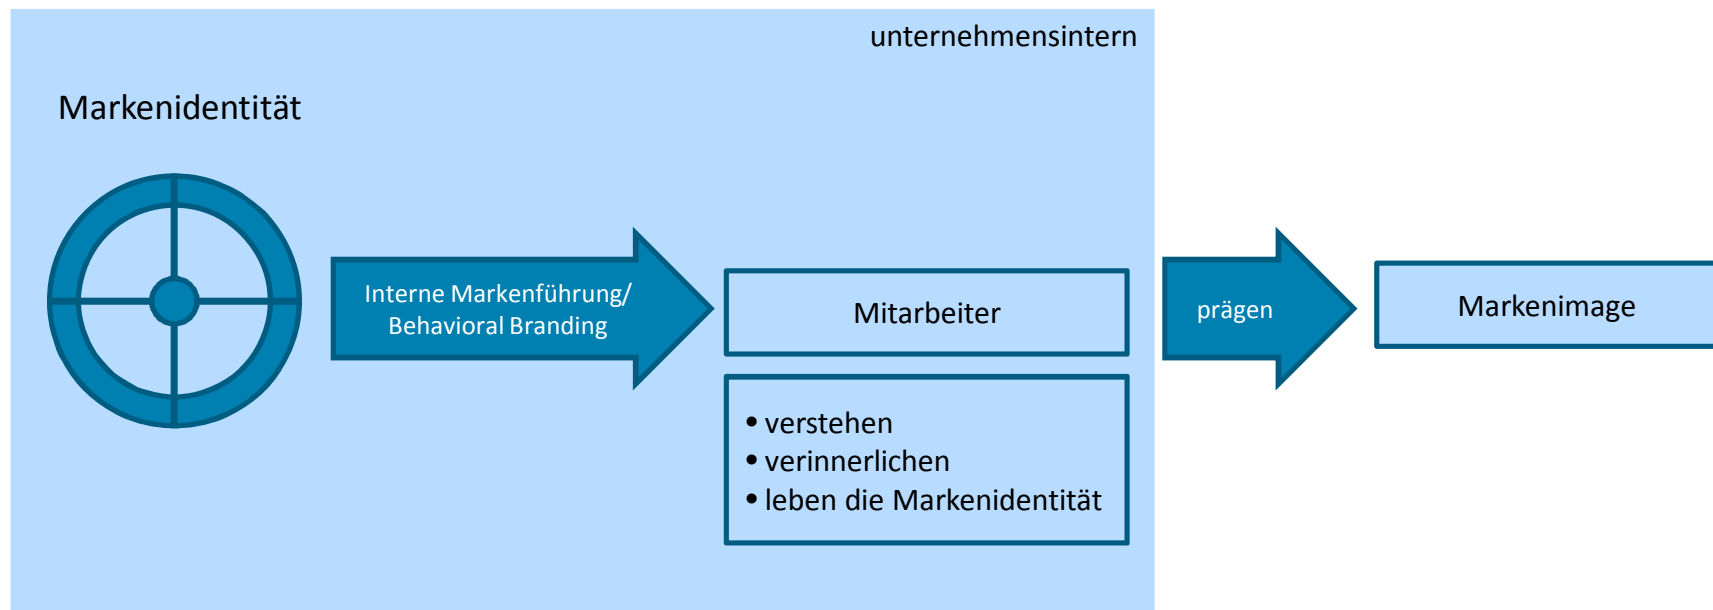 unternehmensintern
Markenidentität
Interne Markenführung/
Behavioral Branding
Mitarbeiter
prägen
Markenimage
• verstehen
• verinnerlichen
• leben die Markenidentität